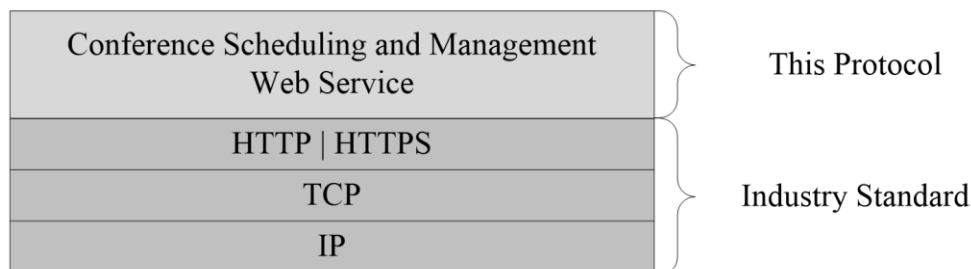 Conference Scheduling and Management
Web Service
This Protocol
HTTP | HTTPS
TCP
IP
Industry Standard